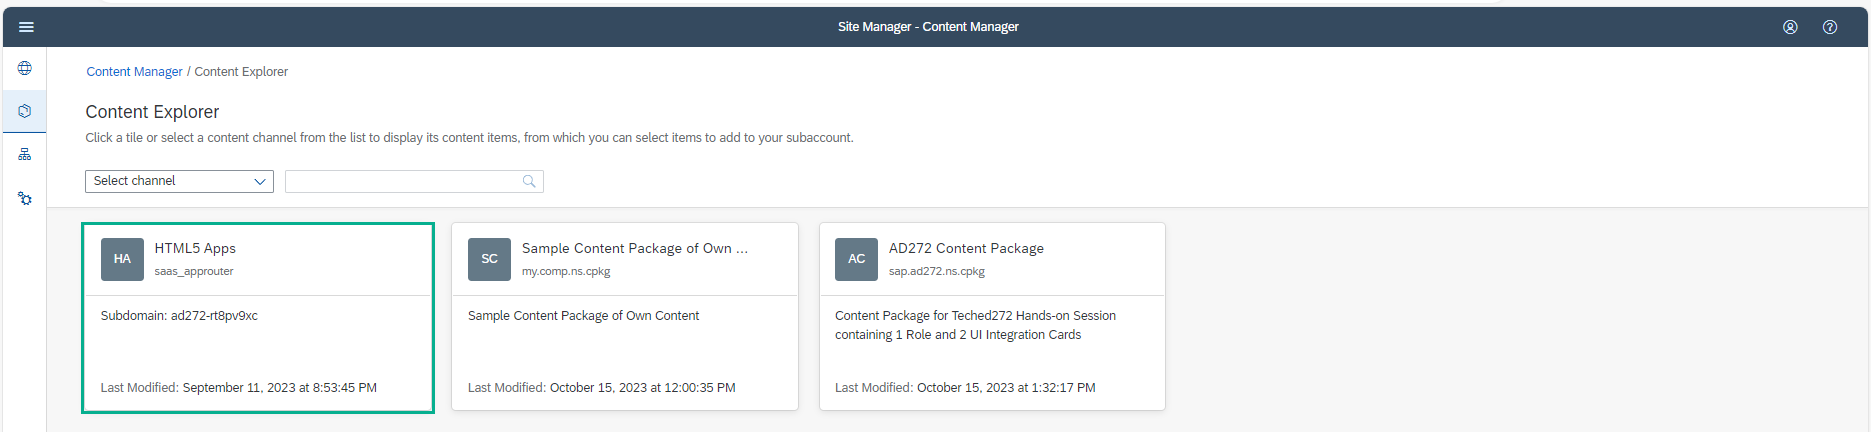 Site Manager - Content Manager
Content Manager / Content Explorer
Content Explorer
Click a tile or select a content channel from the list to display its content items, from which you can select items to add to your subaccount.
Select channel
HA
HTML5 Apps
saas_approuter
Subdomain: ad272-rt8pv9xc
Last Modified: September 11, 2023 at 8:53:45 PM
SC
Sample Content Package of Own ...
my.comp.ns.cpkg
Sample Content Package of Own Content
Last Modified: October 15, 2023 at 12:00:35 PM
AC
AD272 Content Package
sap.ad272.ns.cpkg
Content Package for Teched272 Hands-on Session
containing 1 Role and 2 UI Integration Cards
Last Modified: October 15, 2023 at 1:32:17 PM